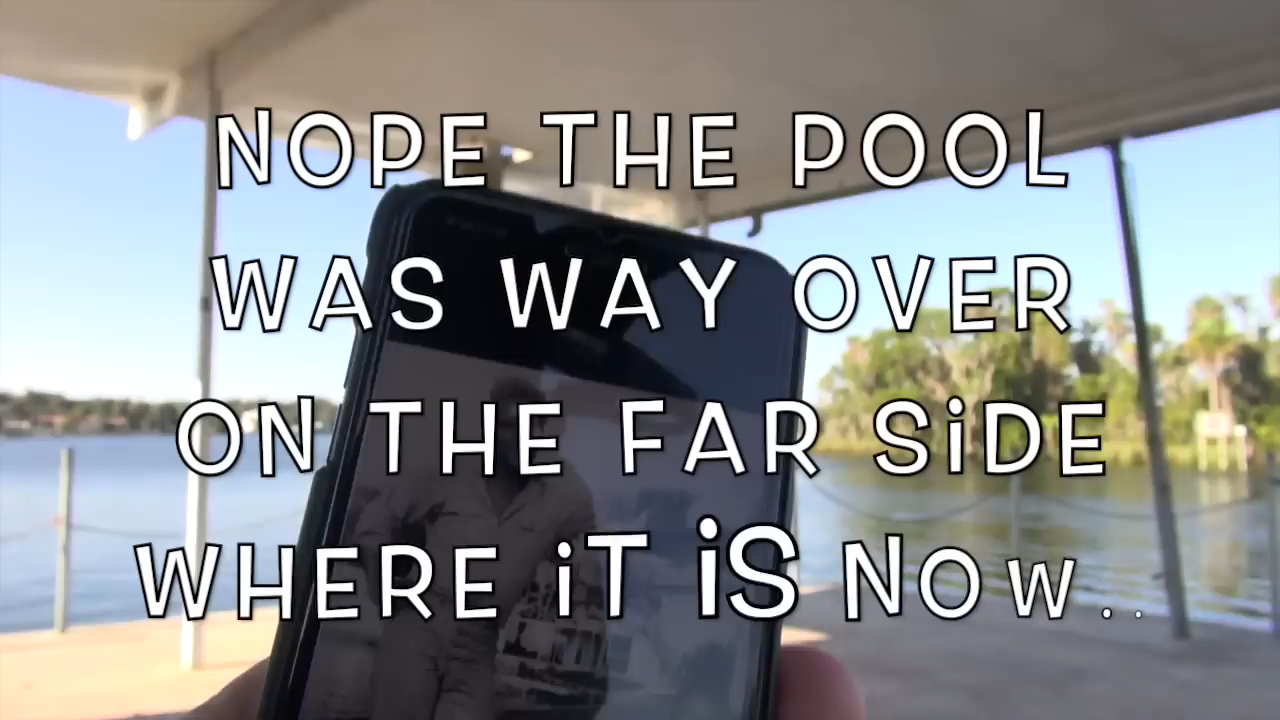 NOPE THE POOL
WAS WAY OVER
ON THE FAR SiDE
WHERE iT iS NOW..